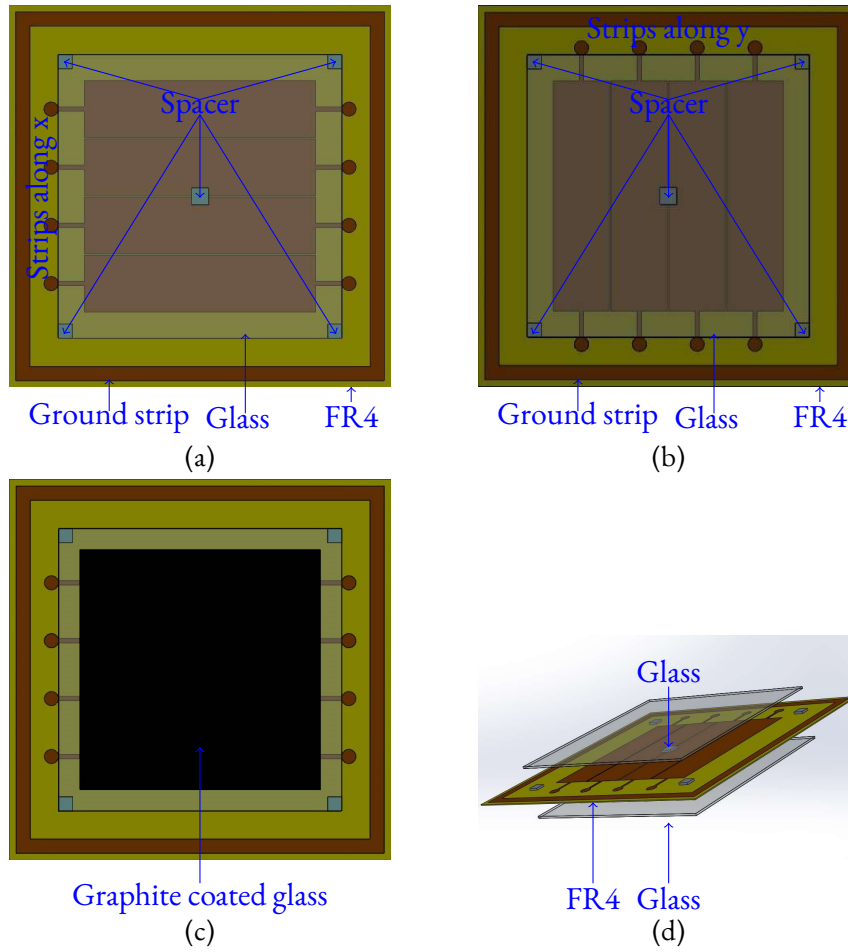 Strips along y
Spacer
Spacer
Strips along x
Ground strip
Glass
FR4
Ground strip
Glass
FR4
(a)
(b)
Glass
Graphite coated glass
FR4
Glass
(c)
(d)